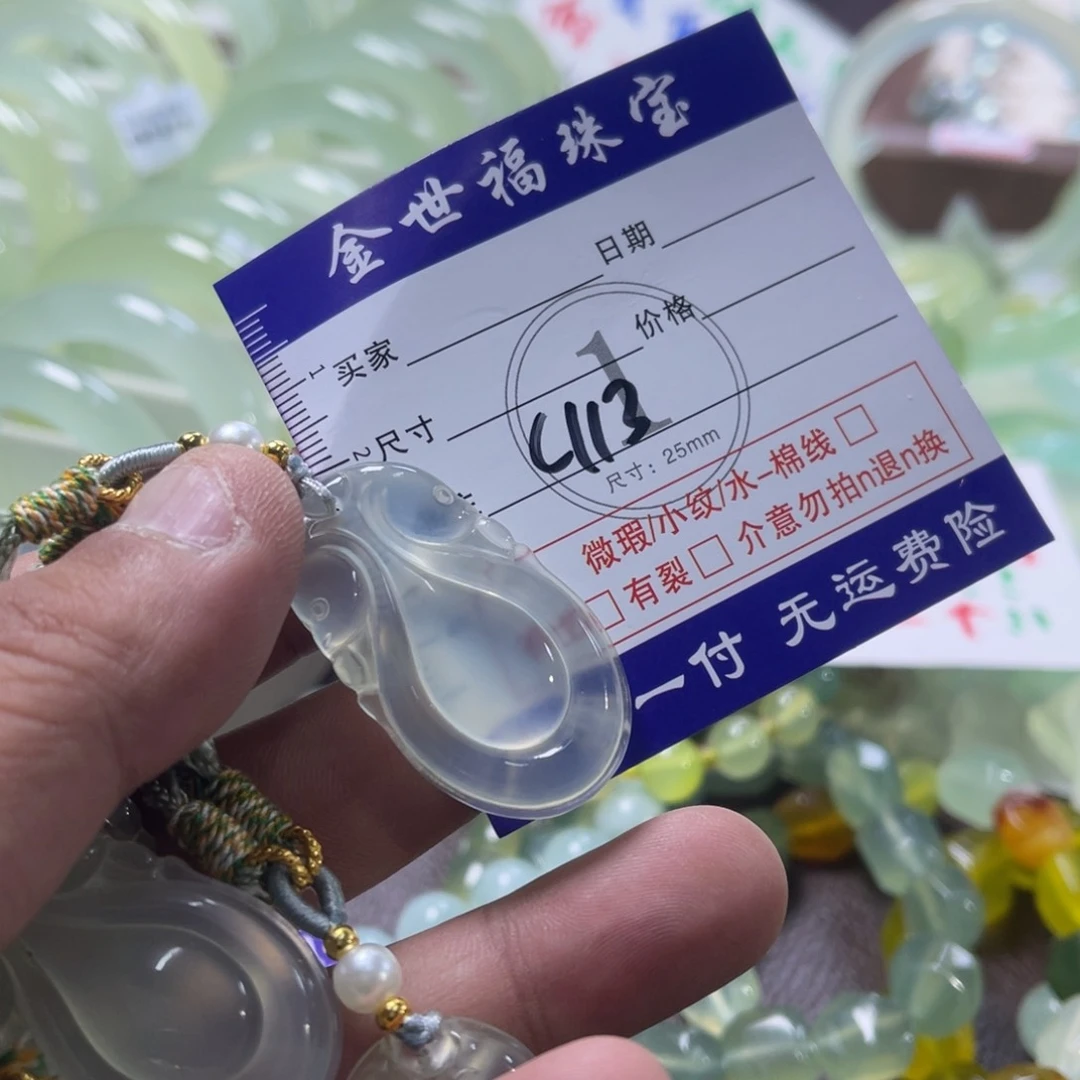 金世福珠宝
日期
1 买家
价格
1
2 尺寸
C113
尺寸：25mm
微瑕/小纹/水-棉线
有裂 介意勿拍n退n换
一付 无运费险